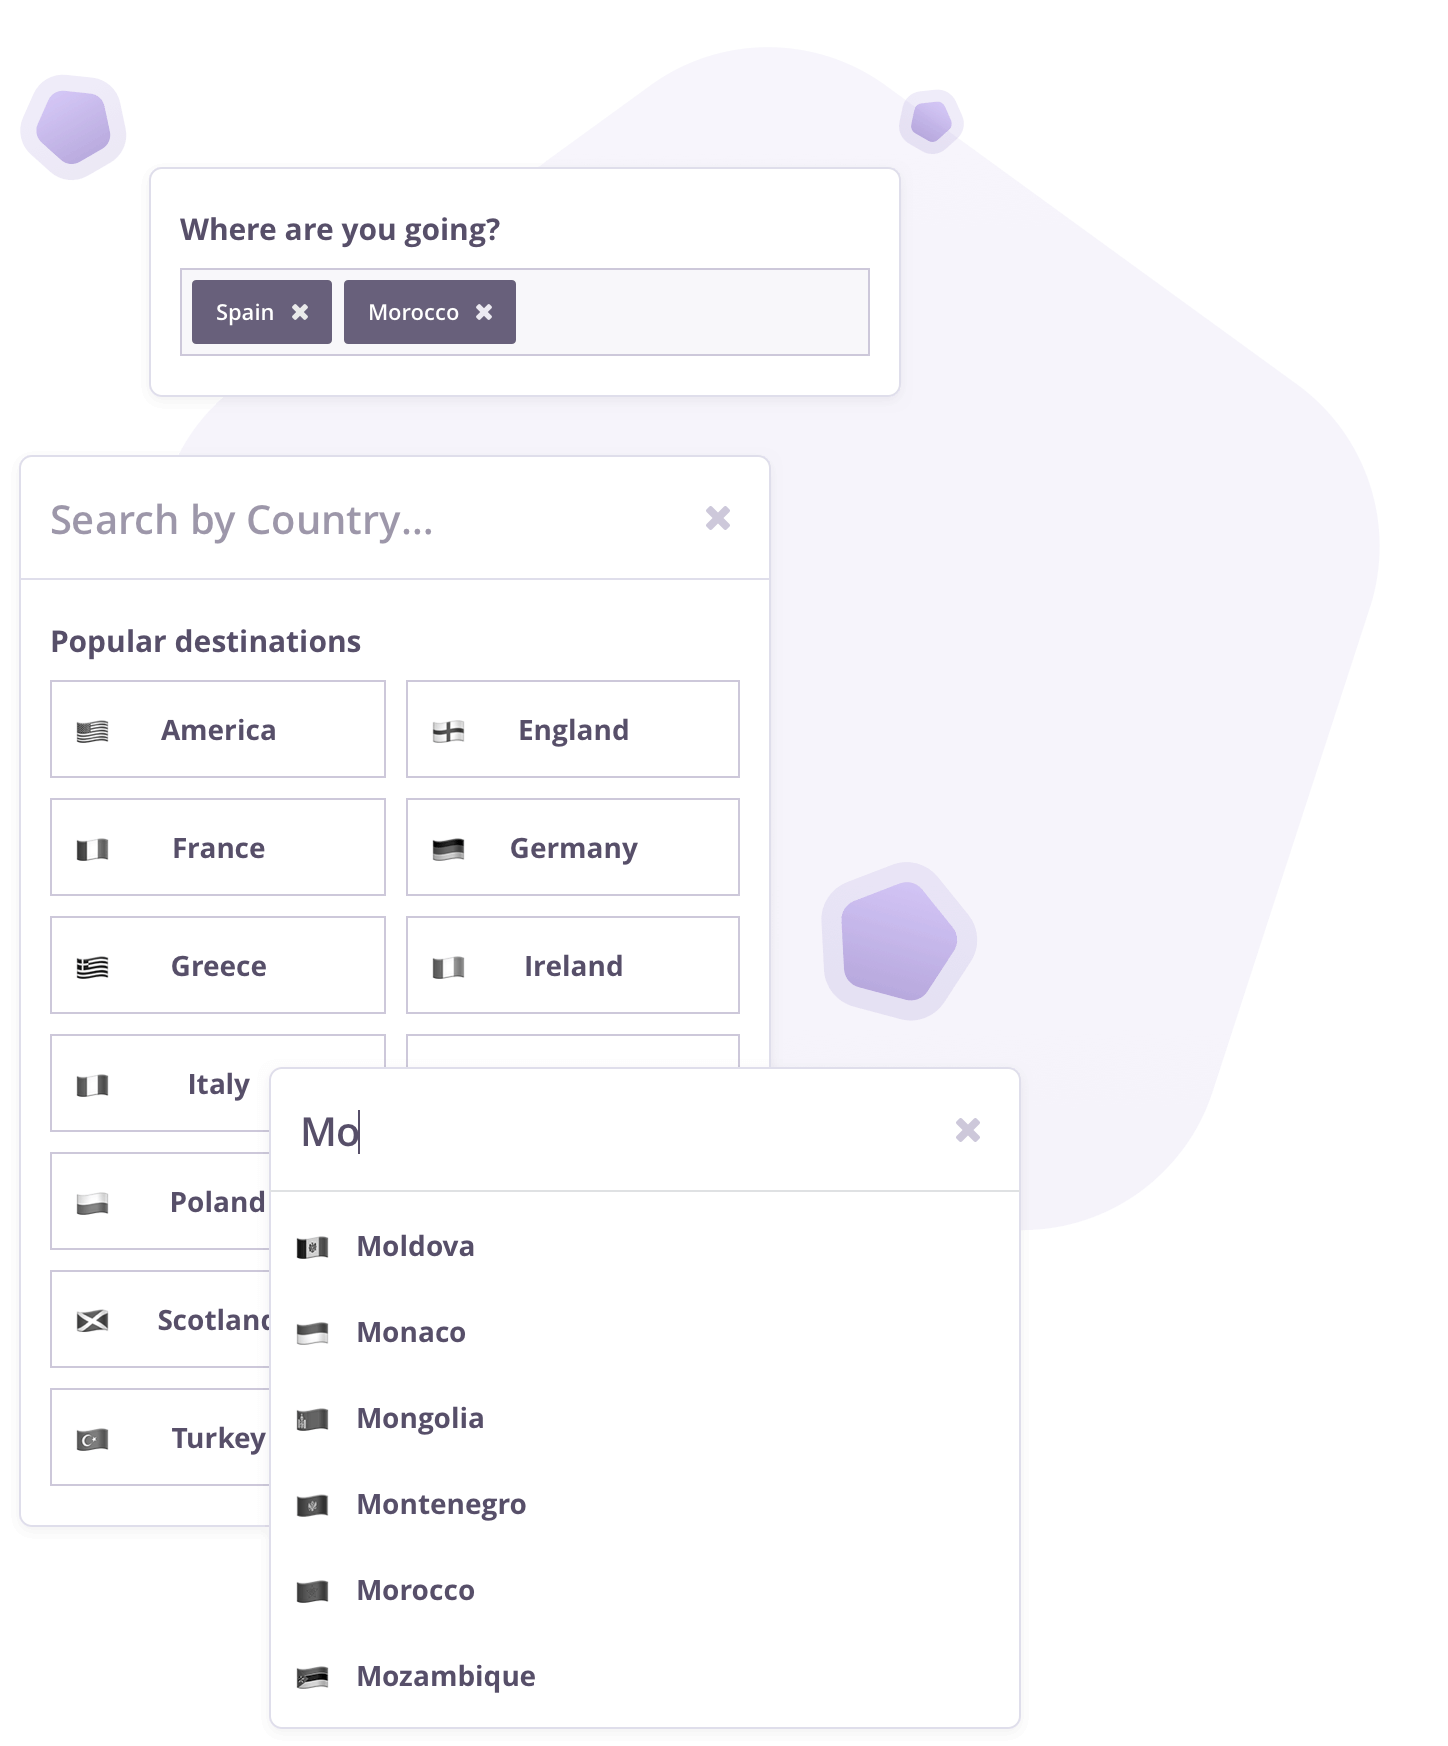 Where are you going?
Spain
Morocco
Search by Country...
Popular destinations
America
England
France
Germany
Greece
Ireland
Italy
Poland
Scotland
Turkey
Mo
Moldova
Monaco
Mongolia
Montenegro
Morocco
Mozambique